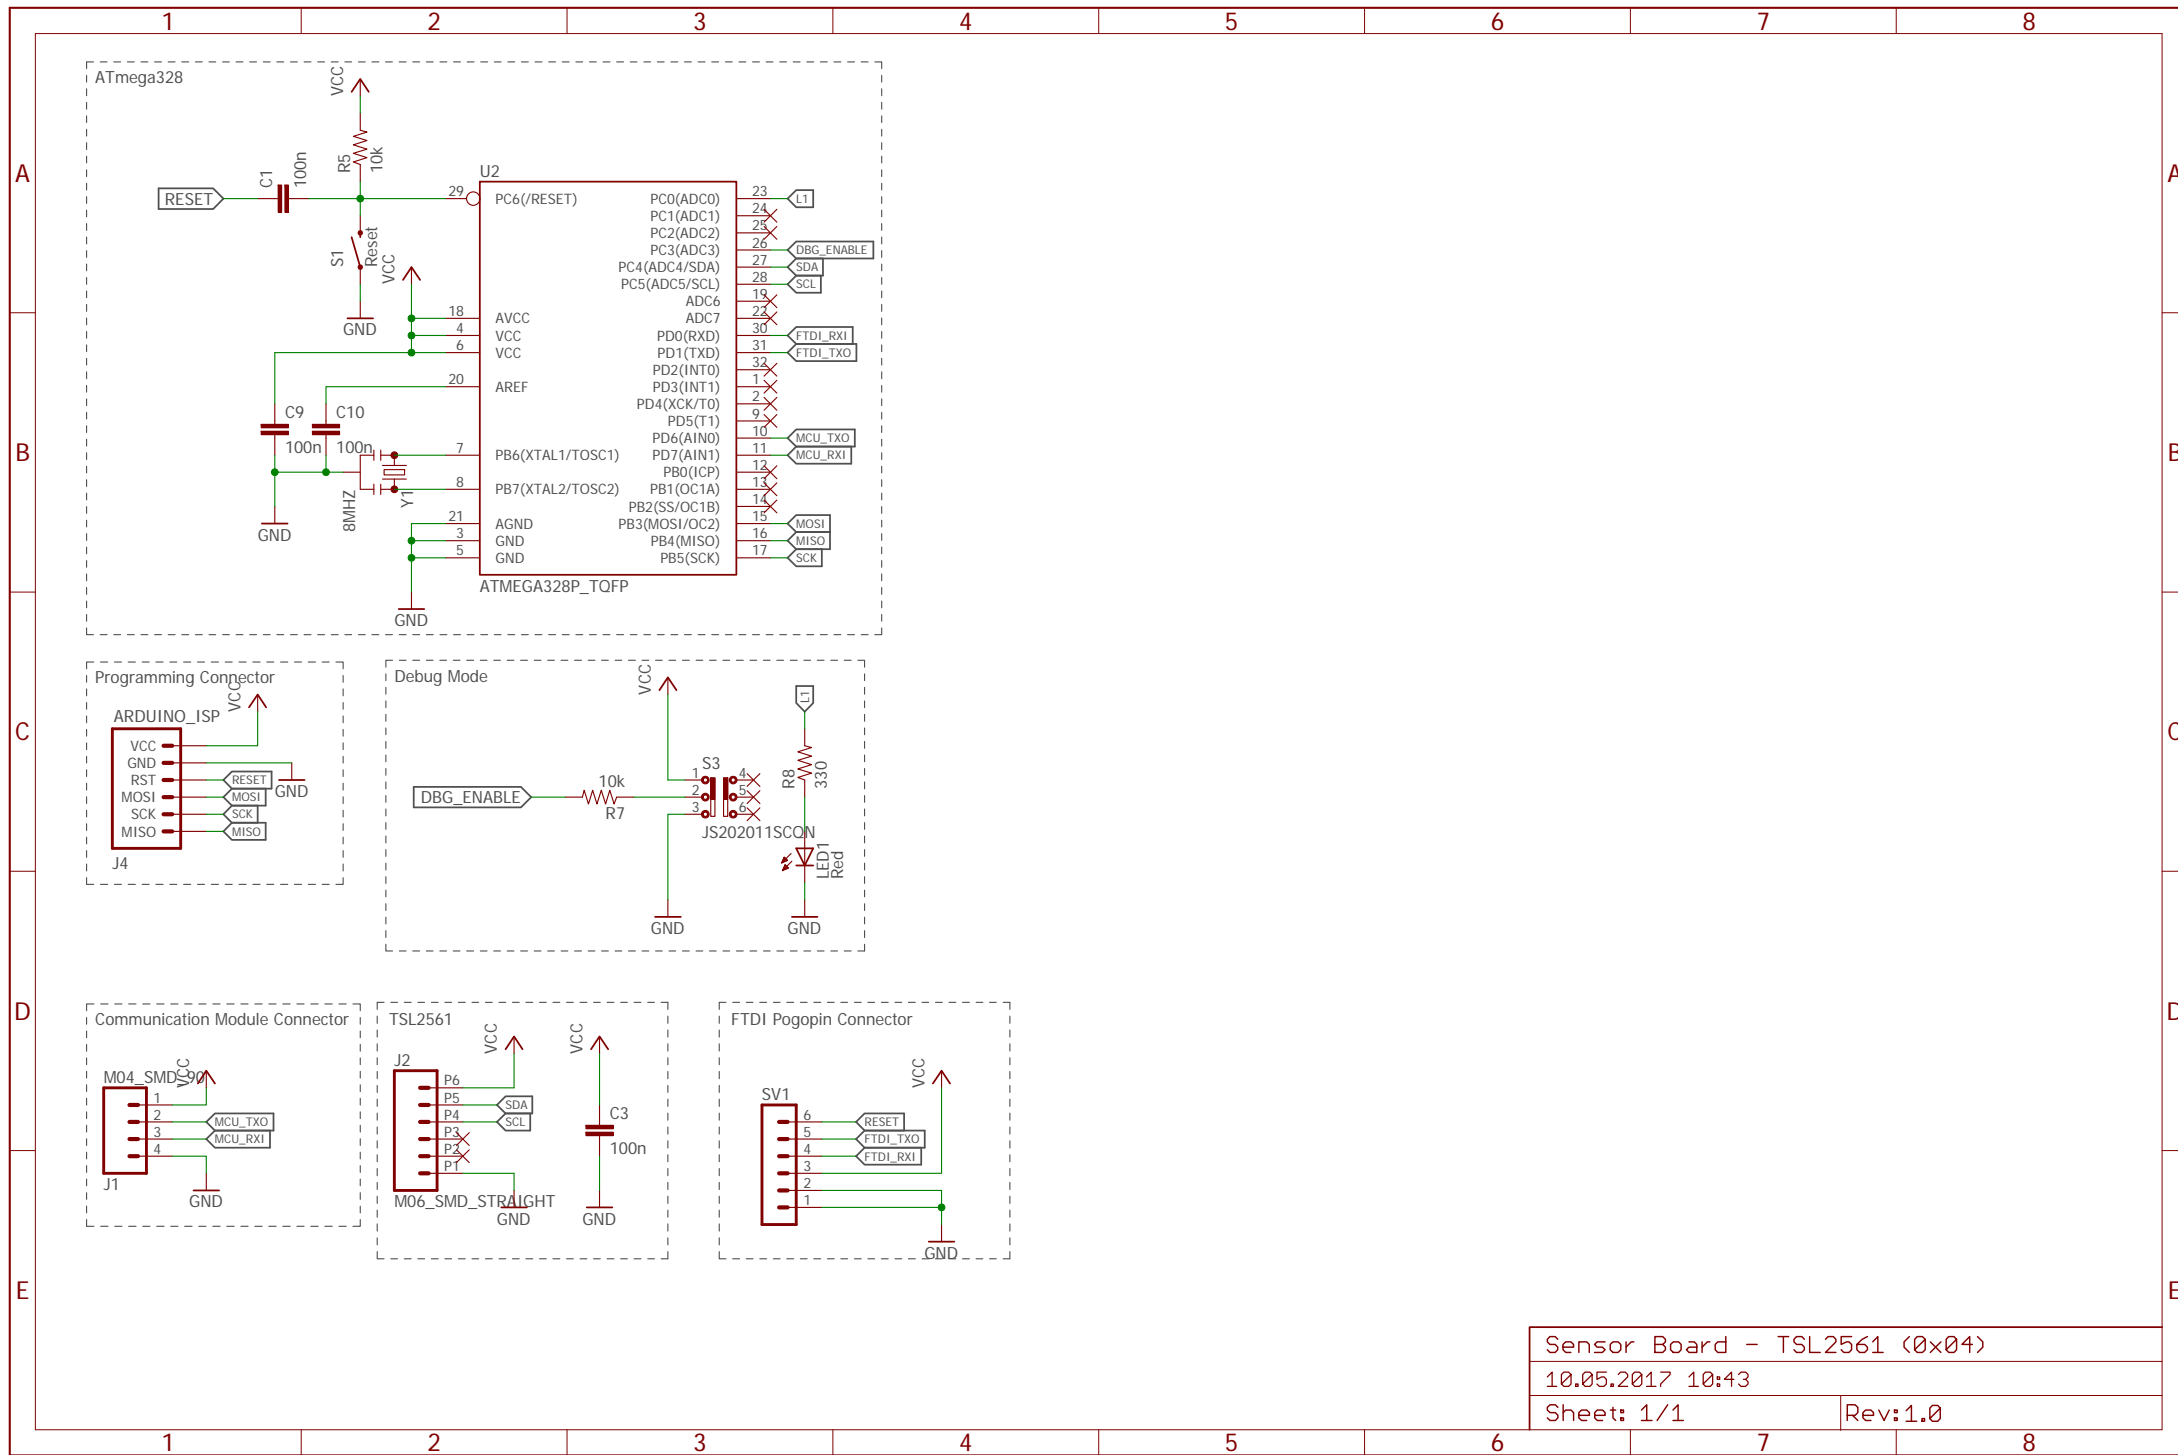 1 2 3 4 5 6 7 8
A A
B B
C C
D D
E E
ATmega328
VCC
R5
10k
C1
100n
RESET
S1
Reset
GND
VCC
U2
29 PC6(/RESET)
18 AVCC
4 VCC
6 VCC
20 AREF
7 PB6(XTAL1/TOSC1)
8 PB7(XTAL2/TOSC2)
21 AGND
3 GND
5 GND
PC0(ADC0) 23 L1
PC1(ADC1) 24
PC2(ADC2) 25
PC3(ADC3) 26 DBG_ENABLE
PC4(ADC4/SDA) 27 SDA
PC5(ADC5/SCL) 28 SCL
ADC6 19
ADC7 22
PD0(RXD) 30 FTDI_RXI
PD1(TXD) 31 FTDI_TXO
PD2(INT0) 32
PD3(INT1) 1
PD4(XCK/T0) 2
PD5(T1) 9
PD6(AIN0) 10 MCU_TXO
PD7(AIN1) 11 MCU_RXI
PB0(ICP) 12
PB1(OC1A) 13
PB2(SS/OC1B) 14
PB3(MOSI/OC2) 15 MOSI
PB4(MISO) 16 MISO
PB5(SCK) 17 SCK
ATMEGA328P_TQFP
C9
100n
C10
100n
8MHZ
Y1
GND
GND
Programming Connector
VCC
ARDUINO_ISP
VCC
GND
RST RESET
MOSI MOSI
SCK SCK
MISO MISO
GND
J4
Debug Mode
VCC
L1
DBG_ENABLE
10k
R7
S3
1 4
2 5
3 6
JS202011SCQN
R8
330
LED1
Red
GND
GND
Communication Module Connector
VCC
M04_SMD_90
1
2 MCU_TXO
3 MCU_RXI
4
J1
GND
TSL2561
VCC
VCC
J2
P6
P5 SDA
P4 SCL
P3
P2
P1
M06_SMD_STRAIGHT
GND
C3
100n
GND
FTDI Pogopin Connector
VCC
SV1
6 RESET
5 FTDI_TXO
4 FTDI_RXI
3
2
1
GND
Sensor Board - TSL2561 (0x04)
10.05.2017 10:43
Sheet: 1/1 Rev:1.0
1 2 3 4 5 6 7 8